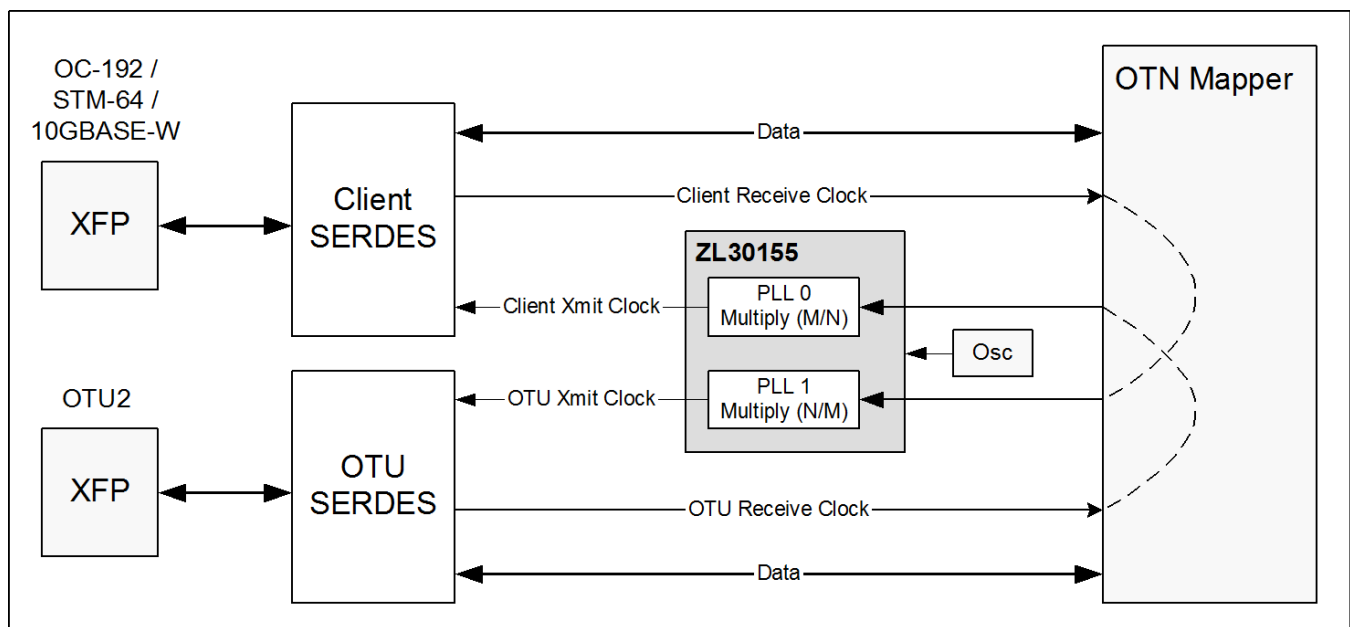 OC-192 /
STM-64 /
10GBASE-W
XFP
Client
SERDES
OTN Mapper
Data
Client Receive Clock
ZL30155
PLL 0
Multiply (M/N)
Client Xmit Clock
Osc
PLL 1
Multiply (N/M)
OTU Xmit Clock
OTU2
XFP
OTU
SERDES
OTU Receive Clock
Data